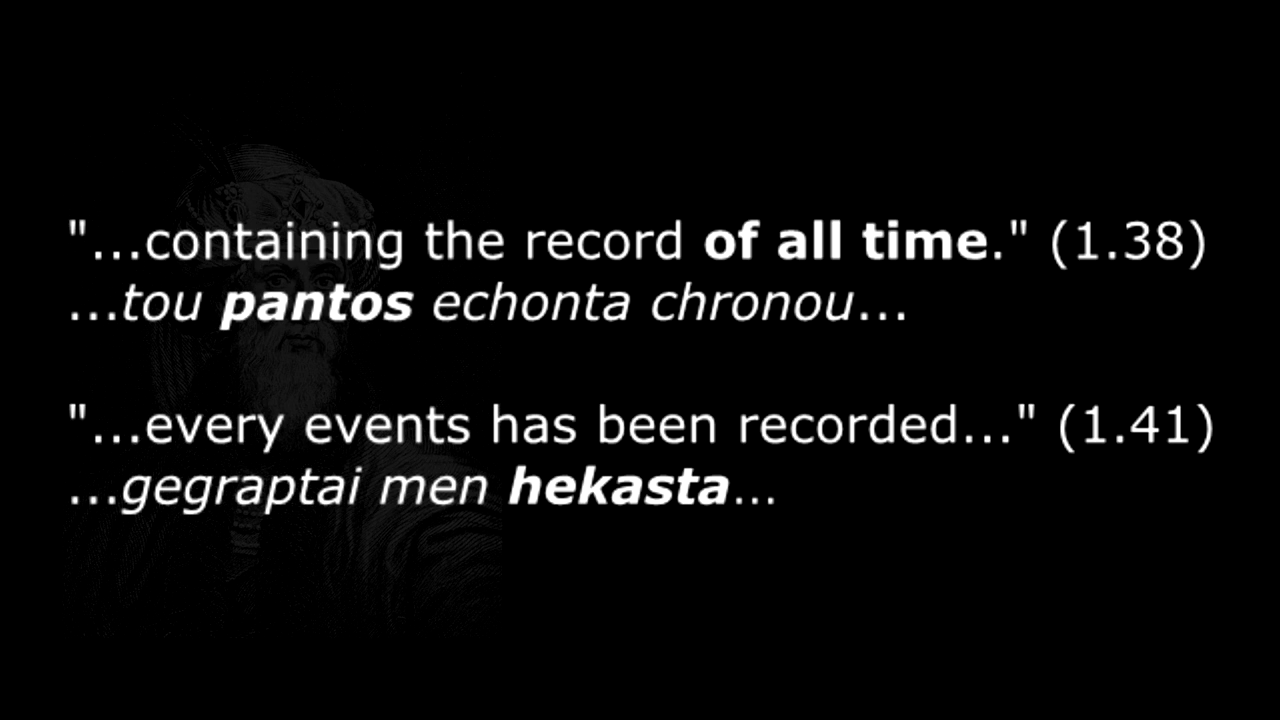 "...containing the record of all time." (1.38)
...tou pantos echonta chronou...
"...every events has been recorded..." (1.41)
...gegraptai men hekasta...